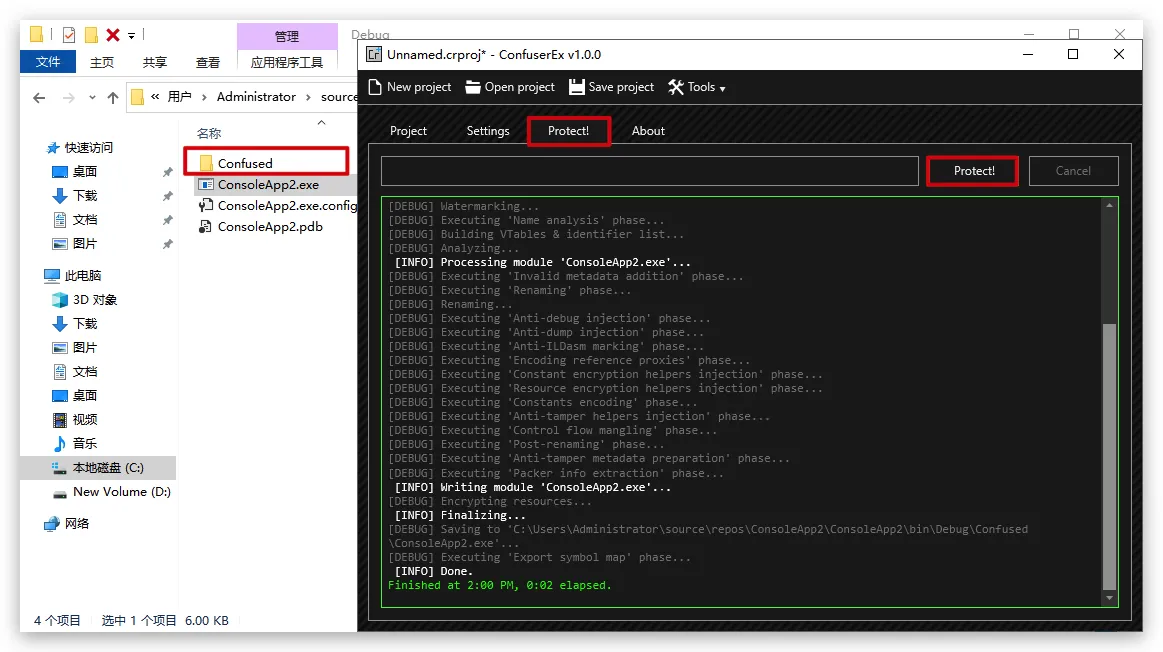 管理
Debug
文件
主页
共享
查看
应用程序工具
« 用户 › Administrator › source
名称
快速访问
桌面
下载
文档
图片
此电脑
3D 对象
下载
图片
文档
桌面
视频
音乐
本地磁盘 (C:)
New Volume (D:)
网络
Confused
ConsoleApp2.exe
ConsoleApp2.exe.config
ConsoleApp2.pdb
4 个项目
选中 1 个项目 6.00 KB
Unnamed.crproj* - ConfuserEx v1.0.0
New project
Open project
Save project
Tools
Project
Settings
Protect!
About
Protect!
Cancel
[DEBUG] Watermarking...
[DEBUG] Executing 'Name analysis' phase...
[DEBUG] Building VTables & identifier list...
[DEBUG] Analyzing...
[INFO] Processing module 'ConsoleApp2.exe'...
[DEBUG] Executing 'Invalid metadata addition' phase...
[DEBUG] Executing 'Renaming' phase...
[DEBUG] Renaming...
[DEBUG] Executing 'Anti-debug injection' phase...
[DEBUG] Executing 'Anti-dump injection' phase...
[DEBUG] Executing 'Anti-ILDasm marking' phase...
[DEBUG] Executing 'Encoding reference proxies' phase...
[DEBUG] Executing 'Constant encryption helpers injection' phase...
[DEBUG] Executing 'Resource encryption helpers injection' phase...
[DEBUG] Executing 'Constants encoding' phase...
[DEBUG] Executing 'Anti-tamper helpers injection' phase...
[DEBUG] Executing 'Control flow mangling' phase...
[DEBUG] Executing 'Post-renaming' phase...
[DEBUG] Executing 'Anti-tamper metadata preparation' phase...
[DEBUG] Executing 'Packer info extraction' phase...
[INFO] Writing module 'ConsoleApp2.exe'...
[DEBUG] Encrypting resources...
[INFO] Finalizing...
[DEBUG] Saving to 'C:\Users\Administrator\source\repos\ConsoleApp2\ConsoleApp2\bin\Debug\Confused
\ConsoleApp2.exe'...
[DEBUG] Executing 'Export symbol map' phase...
[INFO] Done.
Finished at 2:00 PM, 0:02 elapsed.